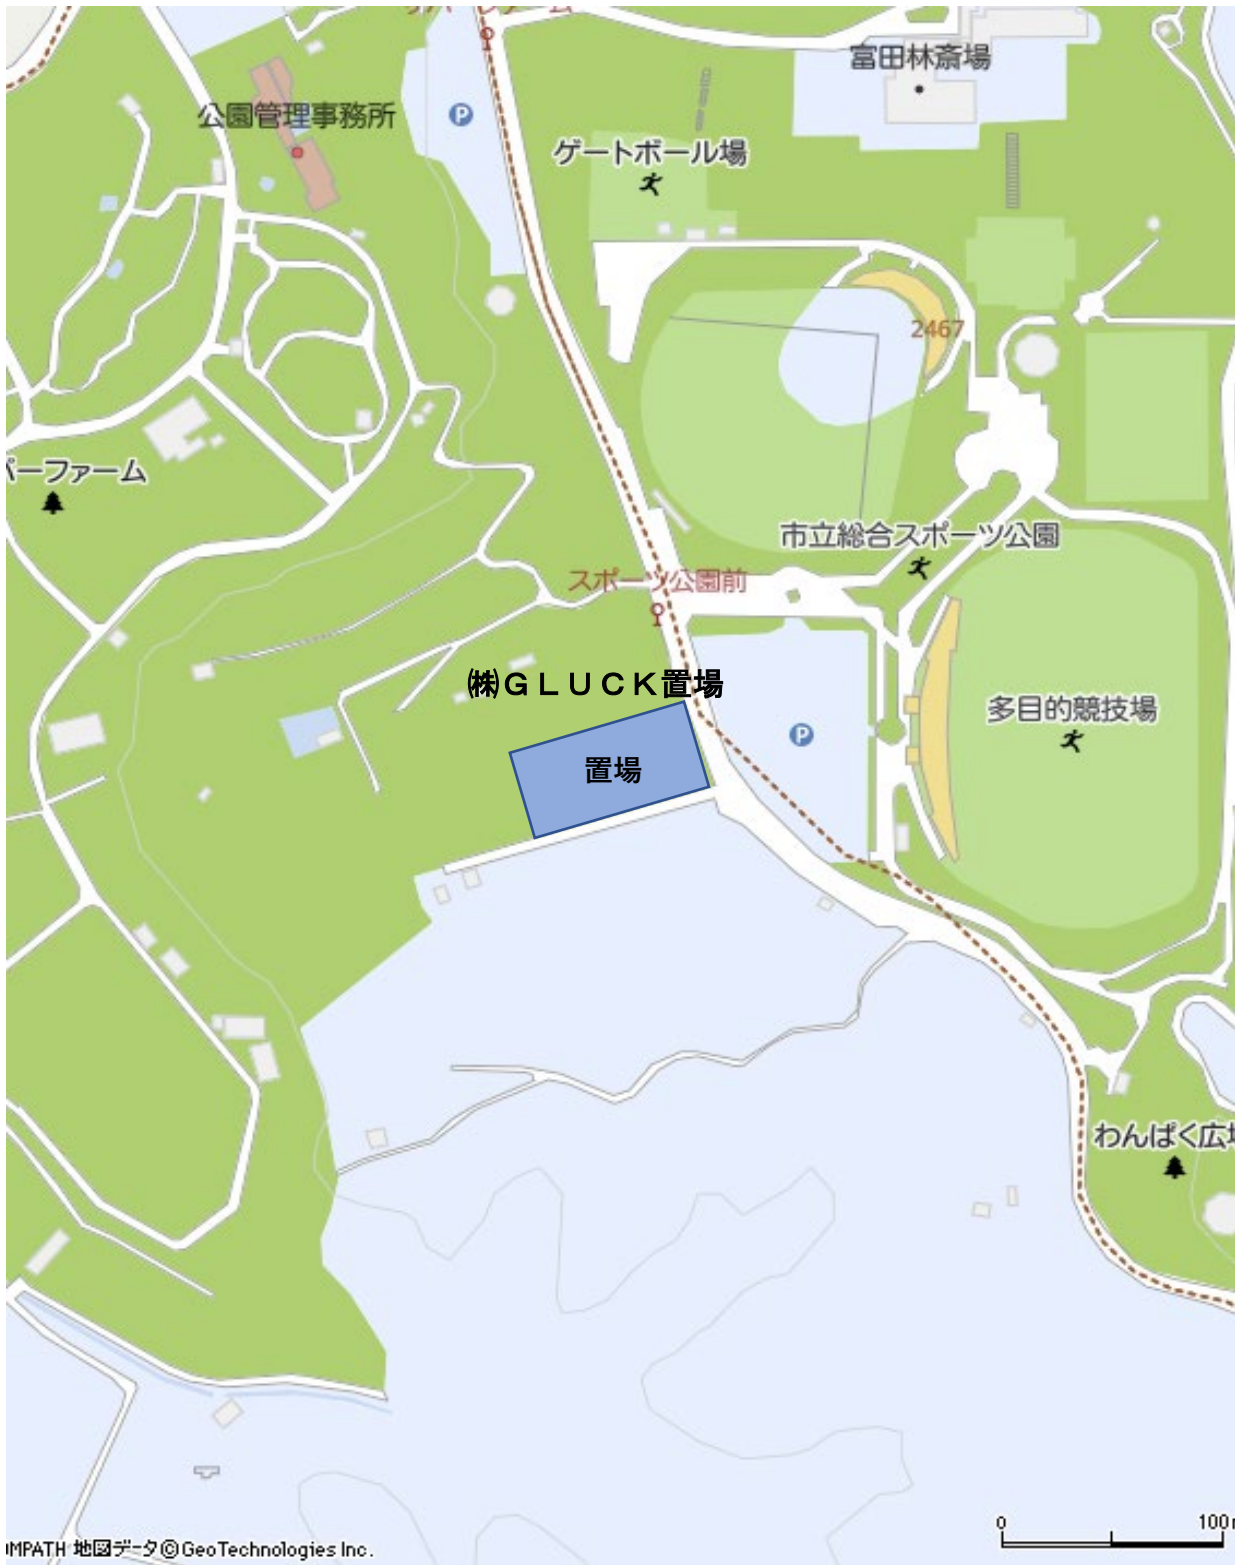 富田林斎場
公園管理事務所
P
ゲートボール場
2467
パーファーム
市立総合スポーツ公園
スポーツ公園前
㈱ＧＬＵＣＫ置場
多目的競技場
P
置場
わんぱく広場
0 100m
OMPATH 地図データ©GeoTechnologies Inc.